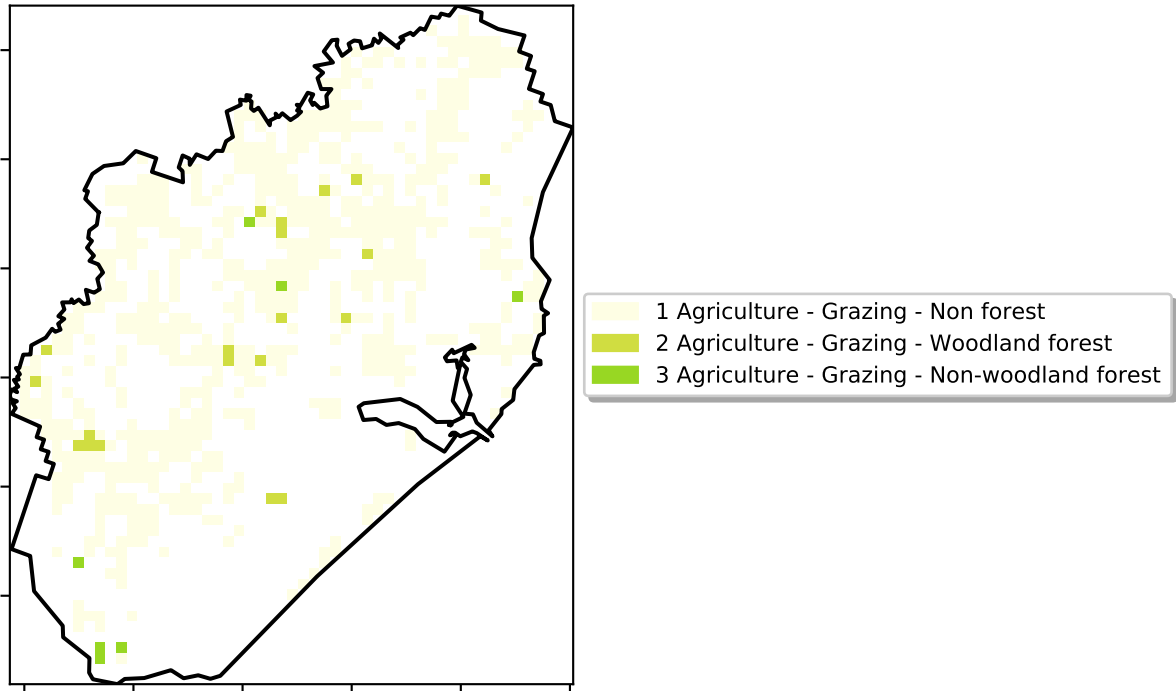 1 Agriculture - Grazing - Non forest
2 Agriculture - Grazing - Woodland forest
3 Agriculture - Grazing - Non-woodland forest